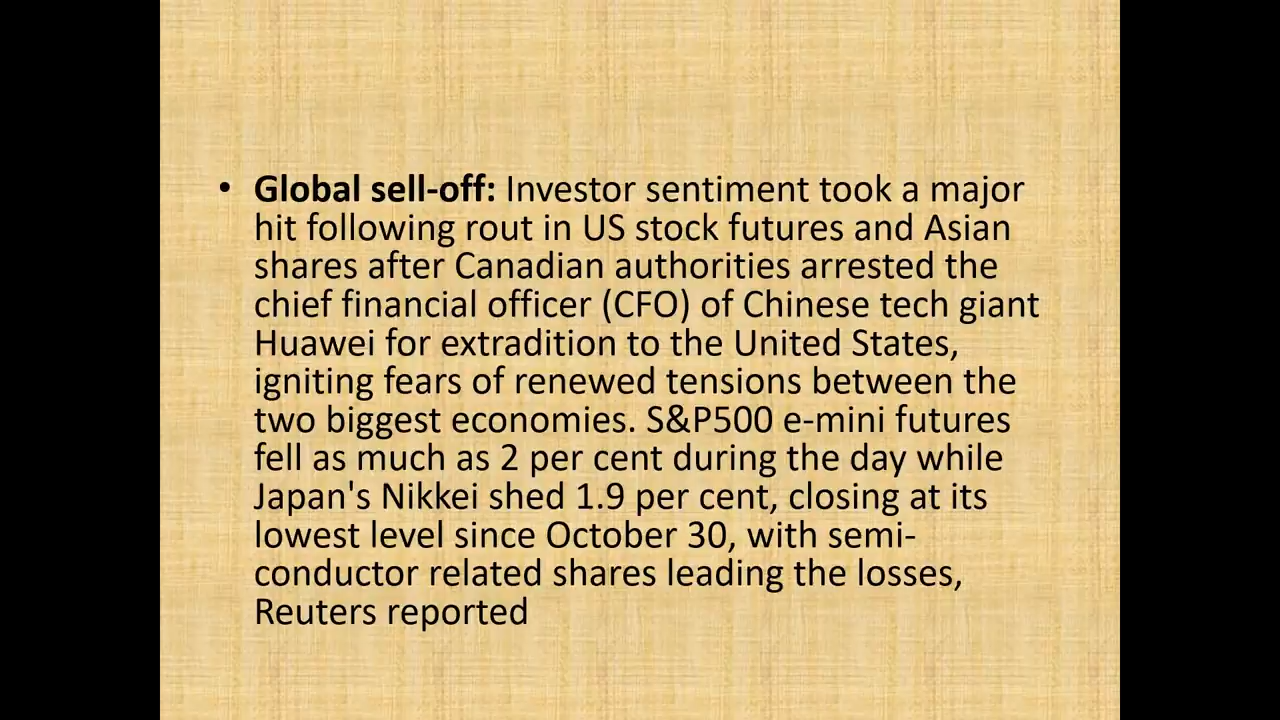 • Global sell-off: Investor sentiment took a major
hit following rout in US stock futures and Asian
shares after Canadian authorities arrested the
chief financial officer (CFO) of Chinese tech giant
Huawei for extradition to the United States,
igniting fears of renewed tensions between the
two biggest economies. S&P500 e-mini futures
fell as much as 2 per cent during the day while
Japan's Nikkei shed 1.9 per cent, closing at its
lowest level since October 30, with semi-
conductor related shares leading the losses,
Reuters reported